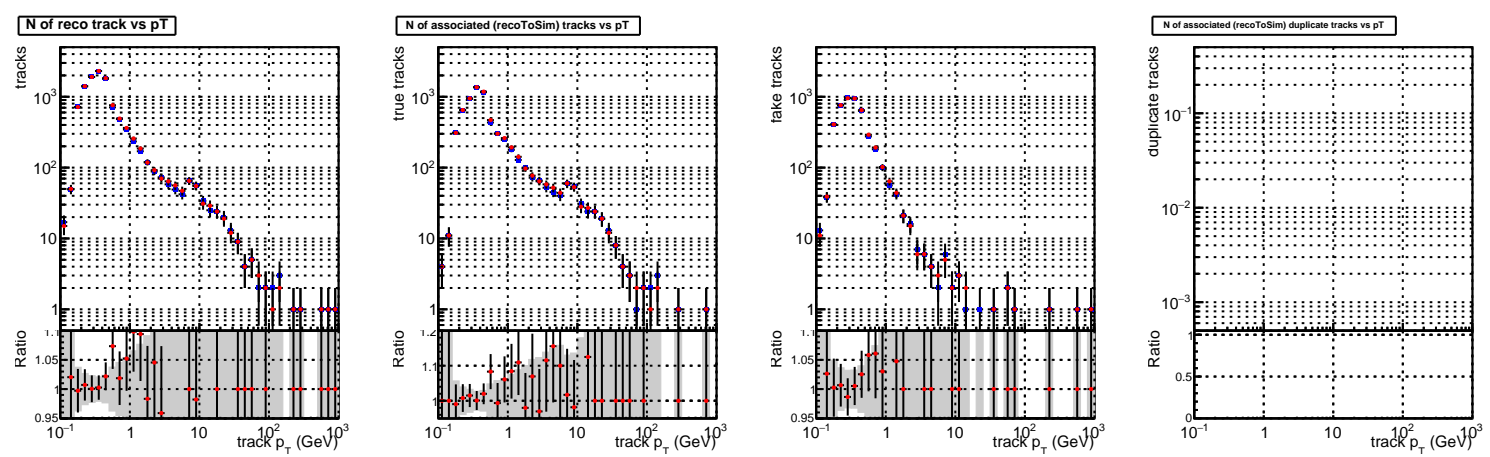 N of reco track vs pT
tracks
10³
10²
10
1
Ratio
1.1
1.05
1
0.95
10⁻¹ 1 10 10² 10³
track p_T (GeV)
N of associated (recoToSim) tracks vs pT
true tracks
10³
10²
10
1
Ratio
1.2
1.1
1
10⁻¹ 1 10 10² 10³
track p_T (GeV)
fake tracks
10³
10²
10
1
Ratio
1.1
1.05
1
0.95
10⁻¹ 1 10 10² 10³
track p_T (GeV)
N of associated (recoToSim) duplicate tracks vs pT
duplicate tracks
10⁻¹
10⁻²
10⁻³
Ratio
1
0.5
0
10⁻¹ 1 10 10² 10³
track p_T (GeV)